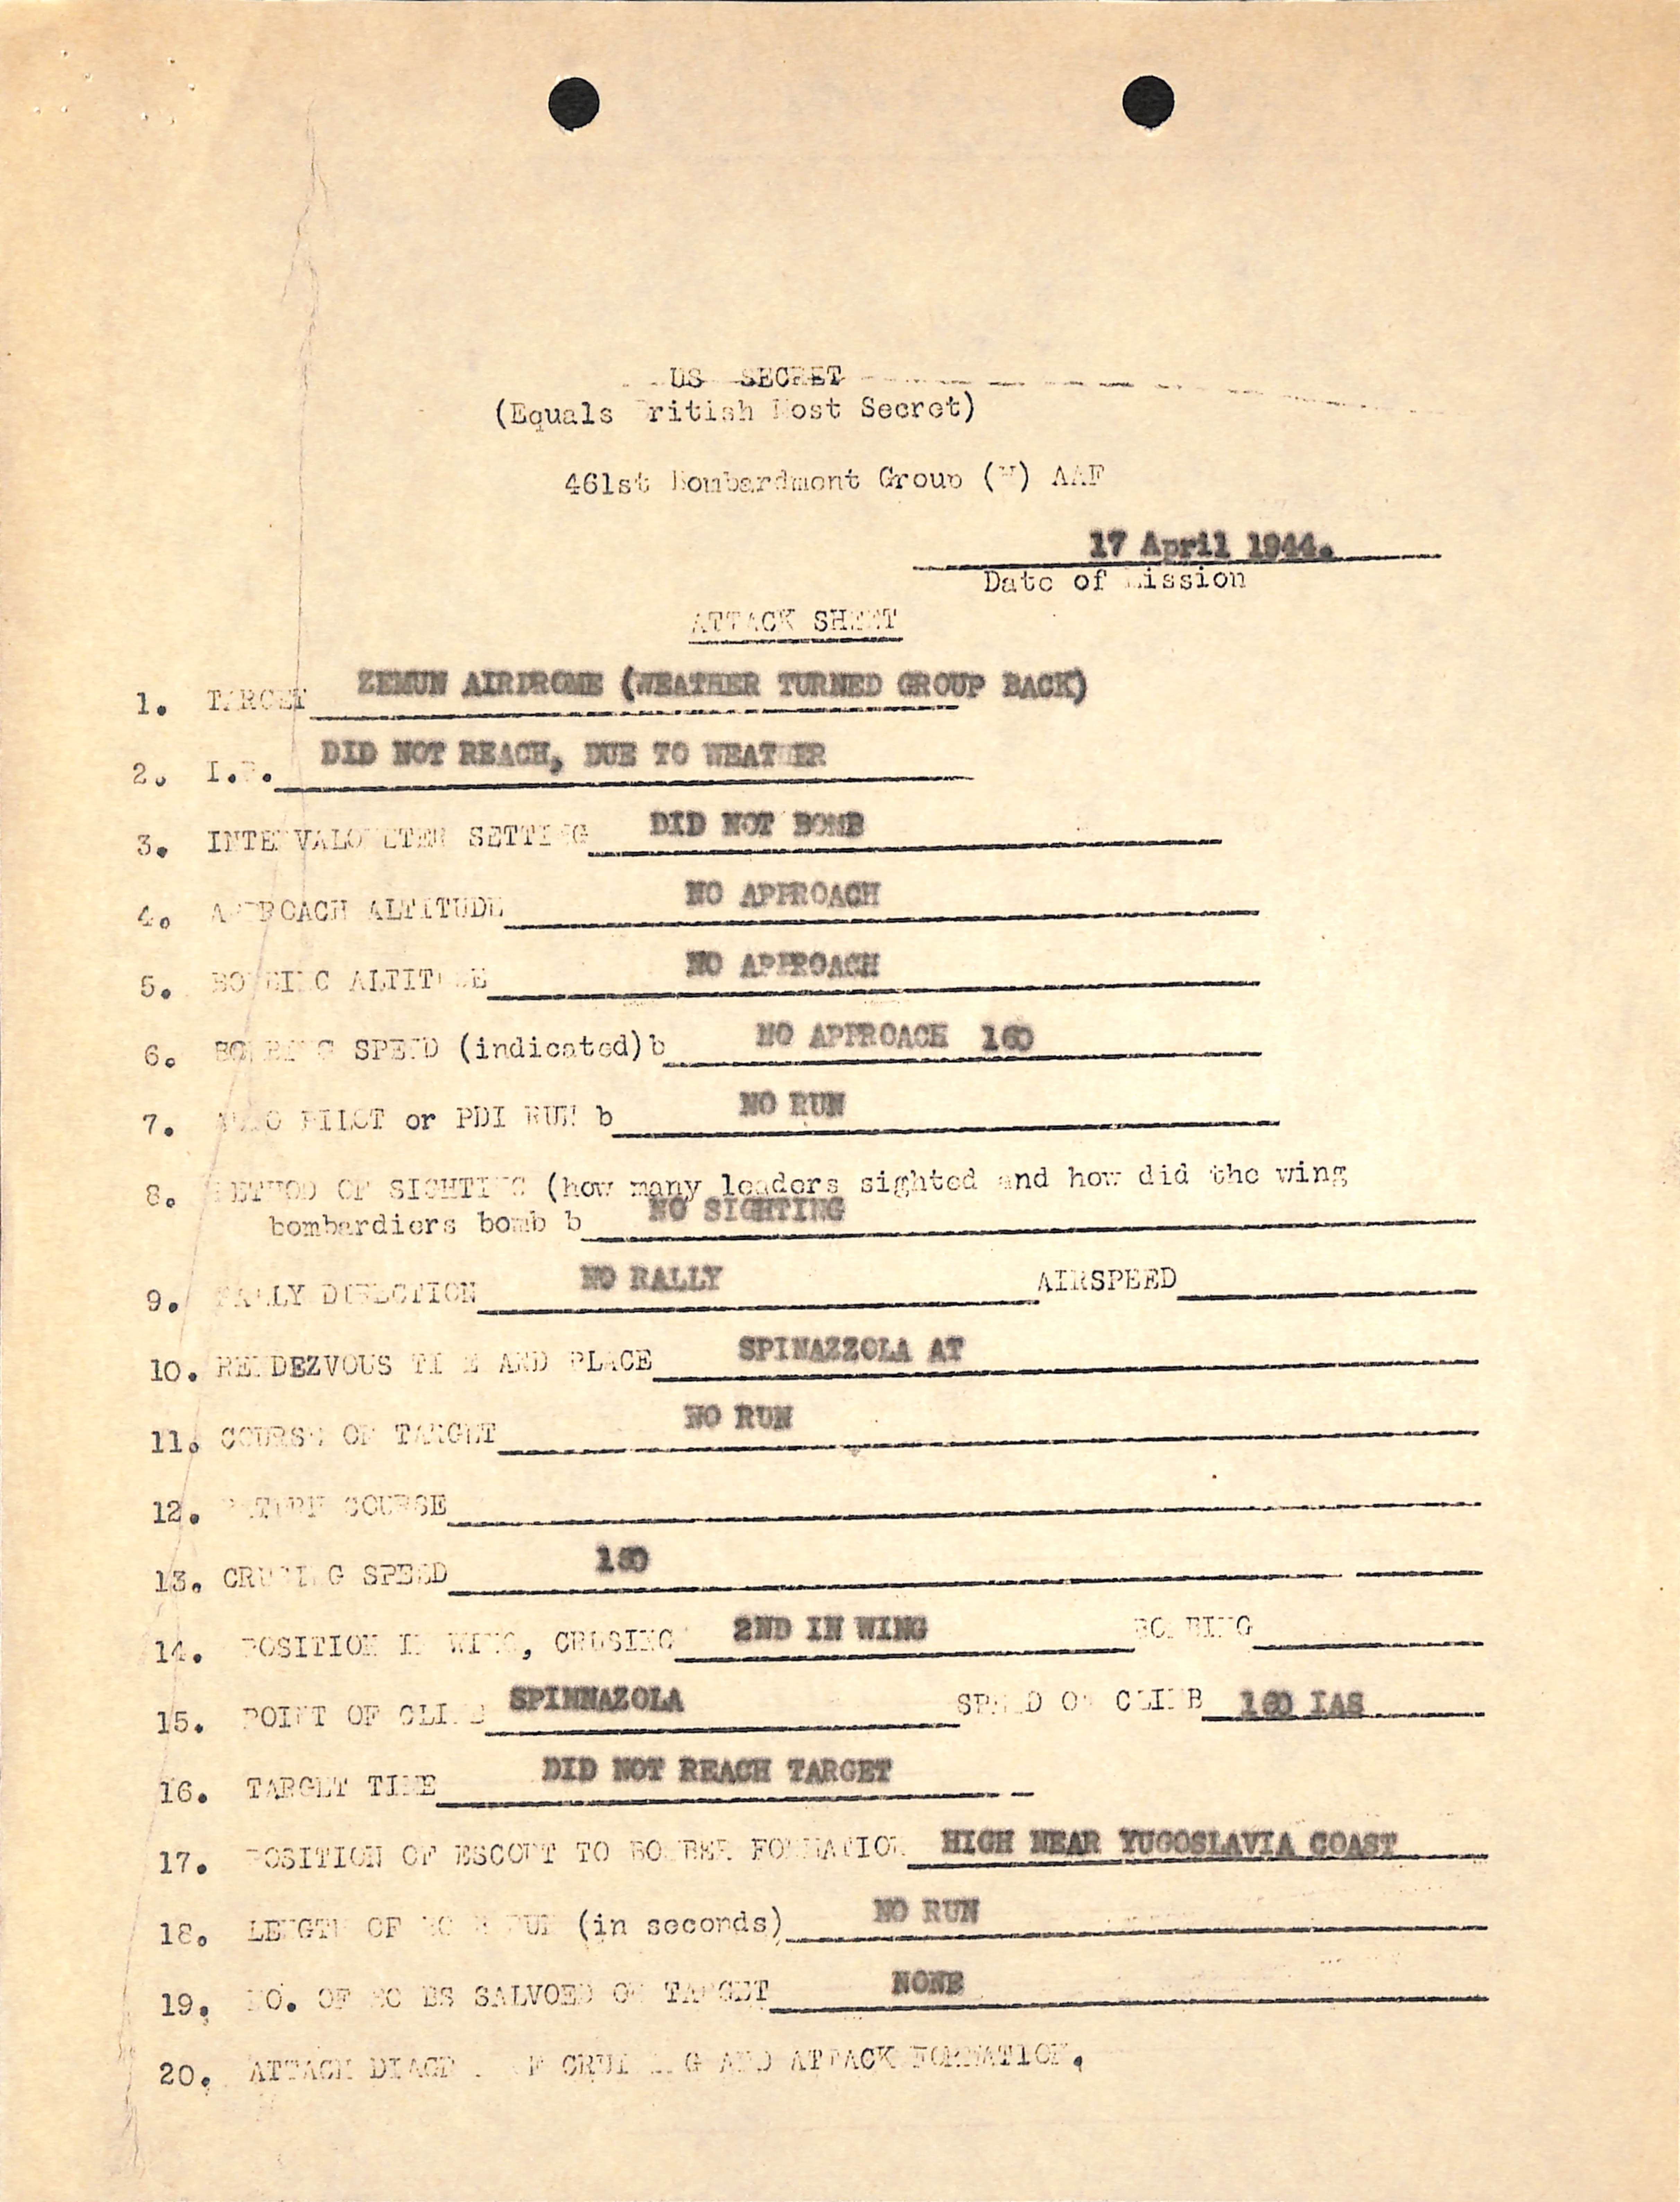 US SECRET
(Equals British Most Secret)
461st Bombardment Group (H) AAF
17 April 1944.
Date of Mission
ATTACK SHEET
1. TARGET ZEMUN AIRDROME (WEATHER TURNED GROUP BACK)
2. I.P. DID NOT REACH, DUE TO WEATHER
3. INTERVALOMETER SETTING DID NOT BOMB
4. APPROACH ALTITUDE NO APPROACH
5. BOMBING ALTITUDE NO APPROACH
6. BOMBING SPEED (indicated)b NO APPROACH 160
7. AUTO PILOT or PDI RUN b NO RUN
8. METHOD OF SIGHTING (how many leaders sighted and how did the wing
bombardiers bomb b NO SIGHTING
9. RALLY DIRECTION NO RALLY AIRSPEED
10. RENDEZVOUS TIME AND PLACE SPINAZZOLA AT
11. COURSE OF TARGET NO RUN
12. RETURN COURSE
13. CRUSING SPEED 160
14. POSITION IN WING, CRUSING 2ND IN WING BOMBING
15. POINT OF CLIMB SPINNAZOLA SPEED OF CLIMB 160 IAS
16. TARGET TIME DID NOT REACH TARGET
17. POSITION OF ESCORT TO BOMBER FORMATION HIGH NEAR YUGOSLAVIA COAST
18. LENGTH OF BOMB RUN (in seconds) NO RUN
19. NO. OF BOMBS SALVOED ON TARGET NONE
20. ATTACH DIAGRAM OF CRUISING AND ATTACK FORMATION.